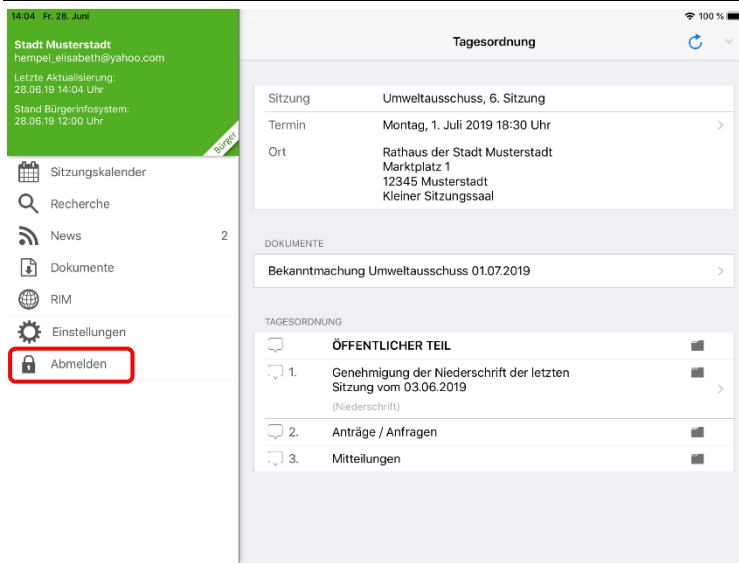 14:04 Fr. 28. Juni
100 %
Stadt Musterstadt
hempel_elisabeth@yahoo.com
Letzte Aktualisierung:
28.06.19 14:04 Uhr
Stand Bürgerinfosystem:
28.06.19 12:00 Uhr
Bürger
Sitzungskalender
Recherche
News 2
Dokumente
RIM
Einstellungen
Abmelden
Tagesordnung
Sitzung Umweltausschuss, 6. Sitzung
Termin Montag, 1. Juli 2019 18:30 Uhr
Ort Rathaus der Stadt Musterstadt
Marktplatz 1
12345 Musterstadt
Kleiner Sitzungssaal
DOKUMENTE
Bekanntmachung Umweltausschuss 01.07.2019
TAGESORDNUNG
ÖFFENTLICHER TEIL
1. Genehmigung der Niederschrift der letzten
Sitzung vom 03.06.2019
(Niederschrift)
2. Anträge / Anfragen
3. Mitteilungen